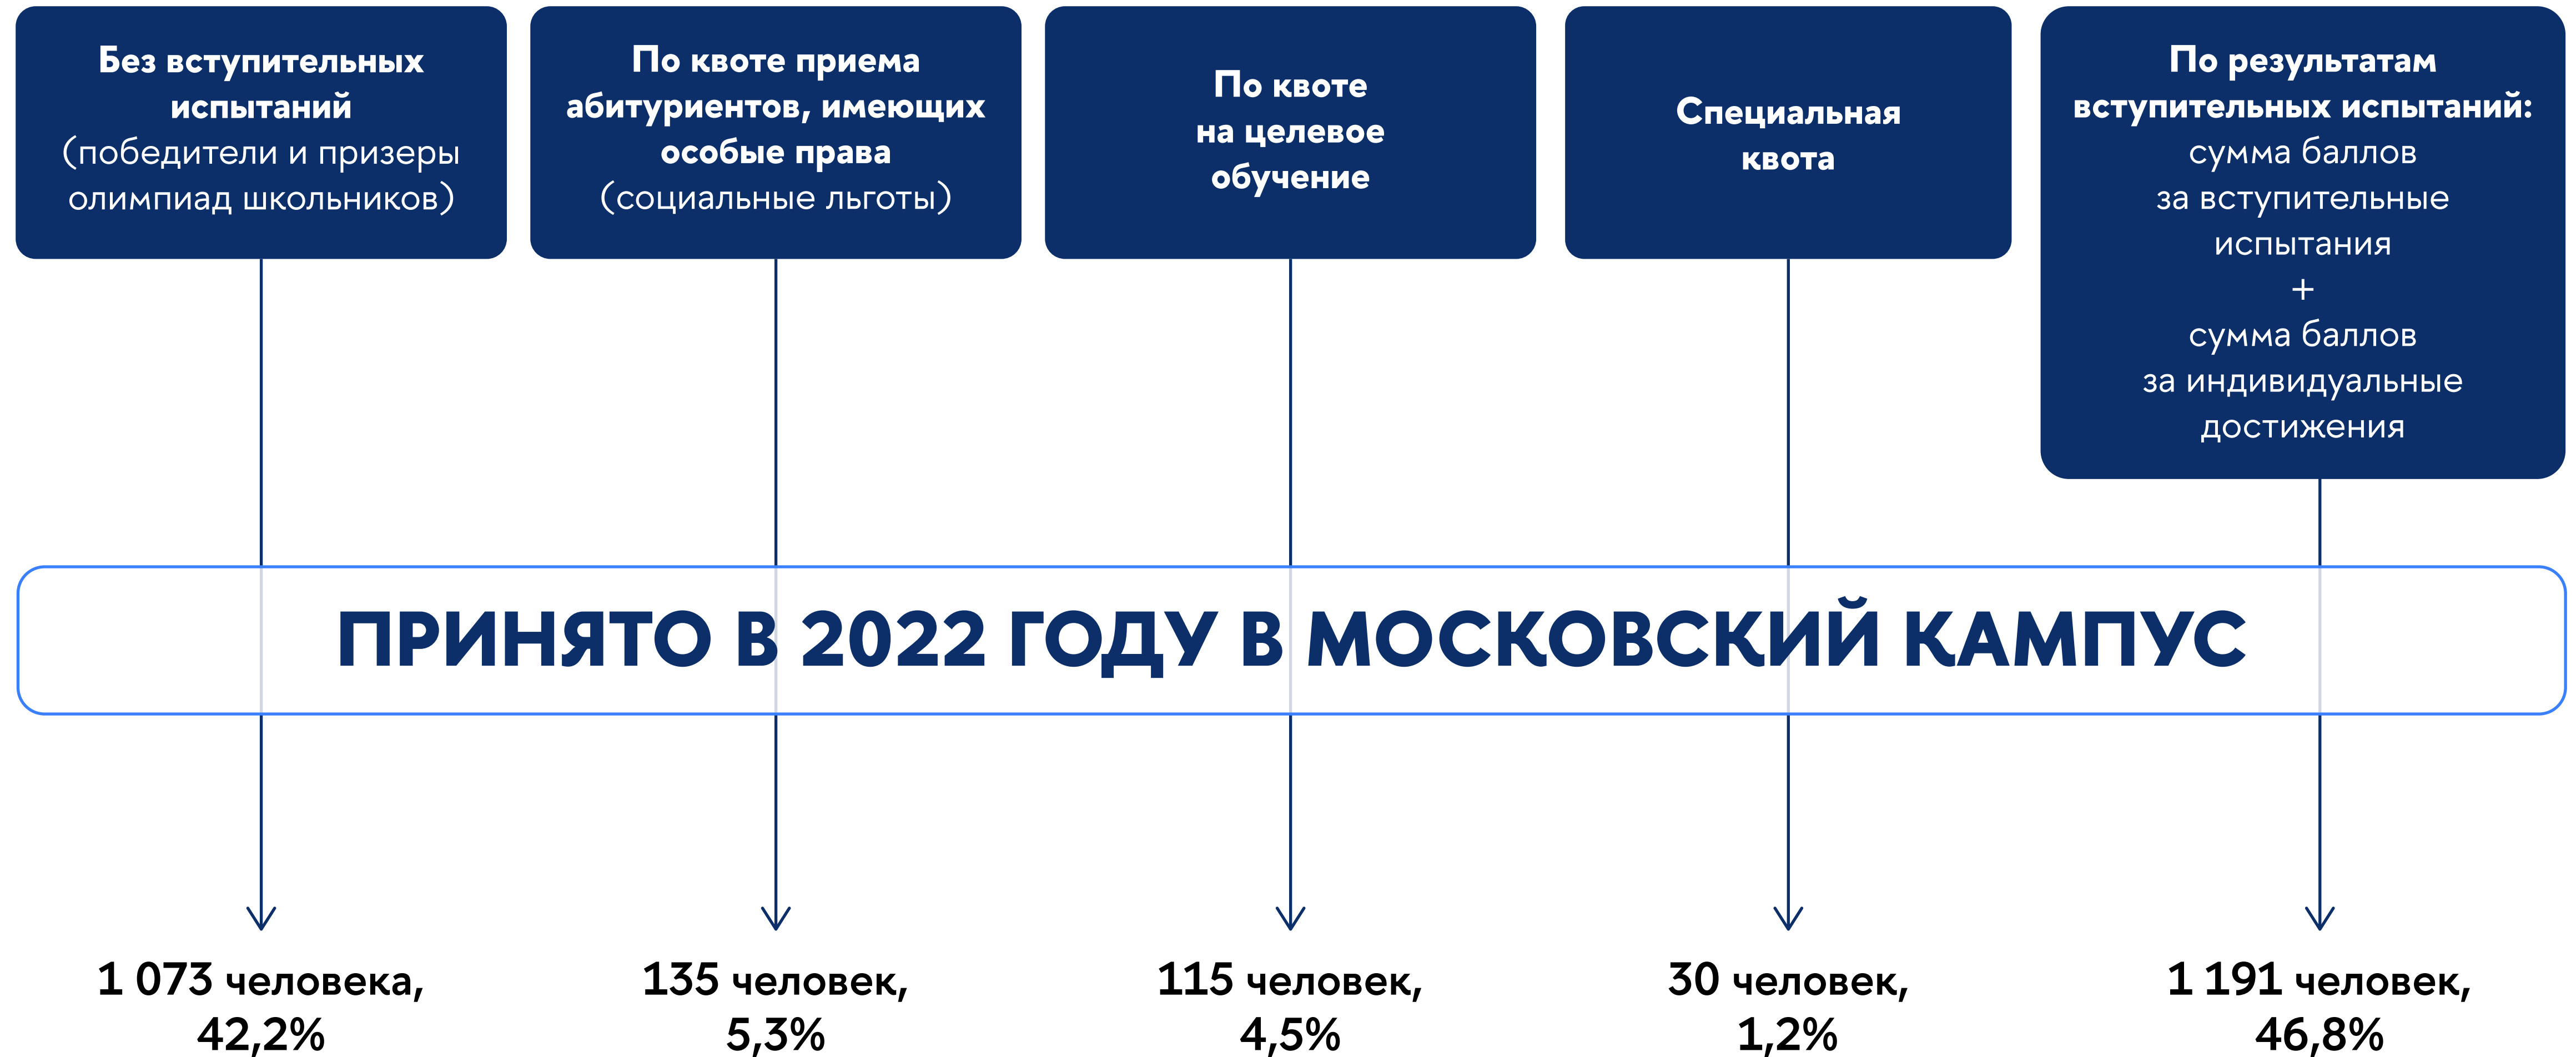 Без вступительных
испытаний
(победители и призеры
олимпиад школьников)
По квоте приема
абитуриентов, имеющих
особые права
(социальные льготы)
По квоте
на целевое
обучение
Специальная
квота
По результатам
вступительных испытаний:
сумма баллов
за вступительные
испытания
+
сумма баллов
за индивидуальные
достижения
ПРИНЯТО В 2022 ГОДУ В МОСКОВСКИЙ КАМПУС
1 073 человека,
42,2%
135 человек,
5,3%
115 человек,
4,5%
30 человек,
1,2%
1 191 человек,
46,8%